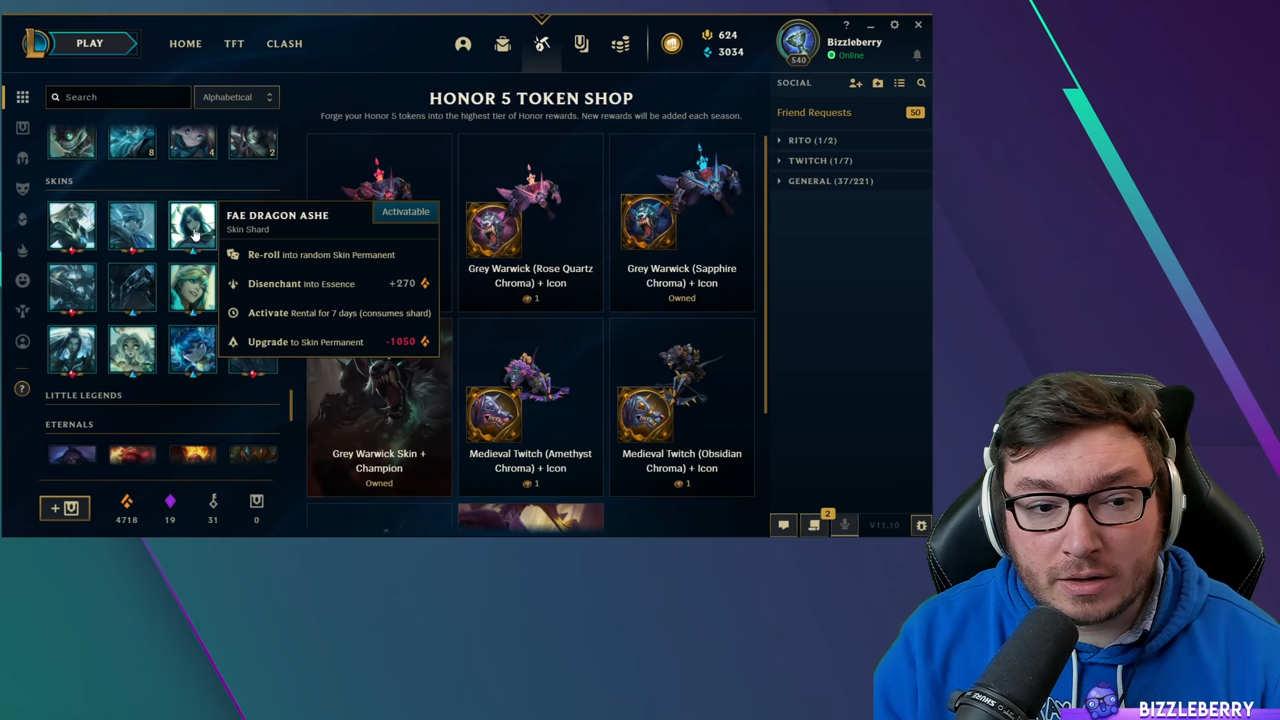 PLAY
HOME
TFT
CLASH
624
3034
540
?
Bizzleberry
Online
Search
Alphabetical
8
4
2
SKINS
FAE DRAGON ASHE
Skin Shard
Activatable
Re-roll into random Skin Permanent
Disenchant into Essence +270
Activate Rental for 7 days (consumes shard)
Upgrade to Skin Permanent -1050
LITTLE LEGENDS
ETERNALS
?
4718
19
31
0
HONOR 5 TOKEN SHOP
Forge your Honor 5 tokens into the highest tier of Honor rewards. New rewards will be added each season.
Grey Warwick (Rose Quartz
Chroma) + Icon
1
Grey Warwick (Sapphire
Chroma) + Icon
Owned
Grey Warwick Skin +
Champion
Owned
Medieval Twitch (Amethyst
Chroma) + Icon
1
Medieval Twitch (Obsidian
Chroma) + Icon
1
SOCIAL
Friend Requests
50
RITO (1/2)
TWITCH (1/7)
GENERAL (37/221)
2
V11.10
SHURE
BIZZLEBERRY